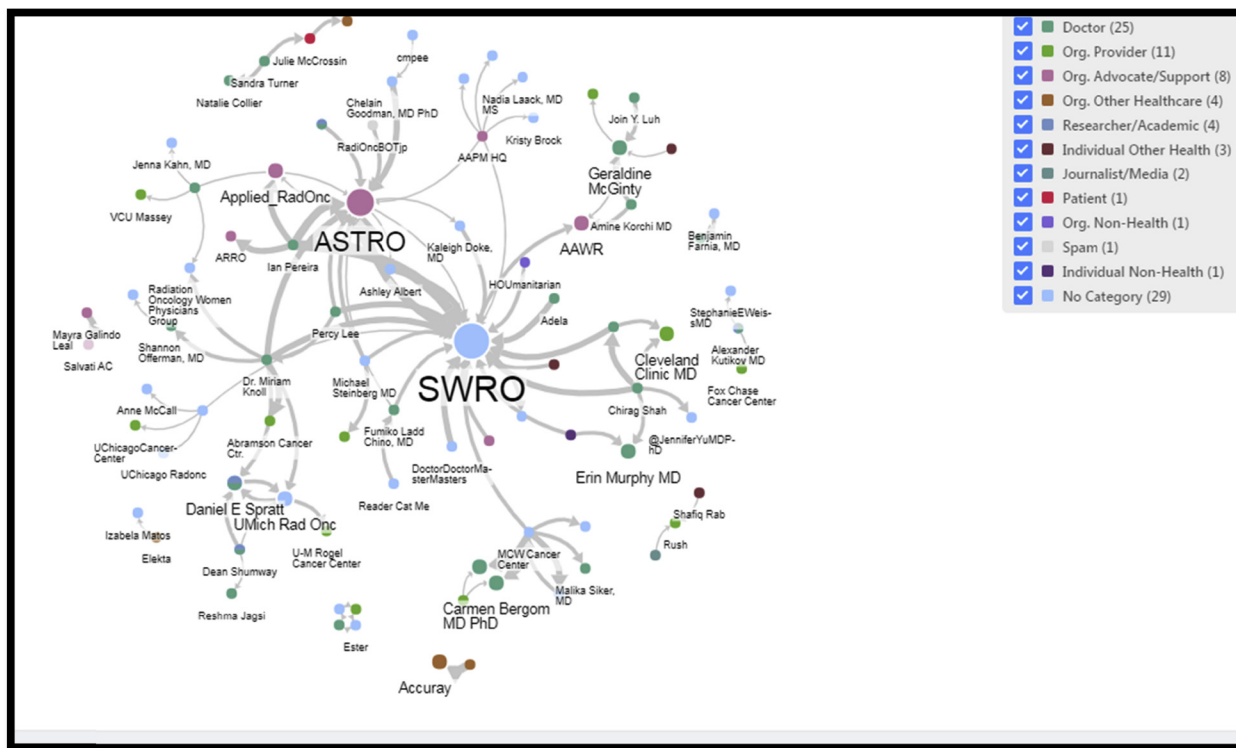 Doctor (25)
Org. Provider (11)
Org. Advocate/Support (8)
Org. Other Healthcare (4)
Researcher/Academic (4)
Individual Other Health (3)
Journalist/Media (2)
Patient (1)
Org. Non-Health (1)
Spam (1)
Individual Non-Health (1)
No Category (29)
Julie McCrossin
Sandra Turner
Natalie Collier
cmpee
Chelain
Goodman, MD PhD
RadiOncBOTjp
Nadia Laack, MD
MS
Kristy Brock
AAPM HQ
Join Y. Luh
Geraldine
McGinty
Amine Korchi MD
AAWR
Jenna Kahn, MD
VCU Massey
Applied_RadOnc
ASTRO
ARRO
Ian Pereira
Kaleigh Doke,
MD
Ashley Albert
HOUmanitarian
Adela
Benjamin
Farnia, MD
Radiation
Oncology Women
Physicians
Group
Shannon
Offerman, MD
Mayra Galindo
Leal
Salvati AC
Percy Lee
StephanieEWeis-
sMD
Alexander
Kutikov MD
Fox Chase
Cancer Center
Cleveland
Clinic MD
SWRO
Dr. Miriam
Knoll
Michael
Steinberg MD
Chirag Shah
Anne McCall
UChicagoCancer-
Center
UChicago Radonc
Abramson Cancer
Ctr.
Fumiko Ladd
Chino, MD
@JenniferYuMDP-
hD
DoctorDoctorMa-
sterMasters
Erin Murphy MD
Reader Cat Me
Daniel E Spratt
UMich Rad Onc
Izabela Matos
Elekta
U-M Rogel
Cancer Center
Dean Shumway
Reshma Jagsi
Shafiq Rab
Rush
MCW Cancer
Center
Malika Siker,
MD
Carmen Bergom
MD PhD
Ester
Accuray